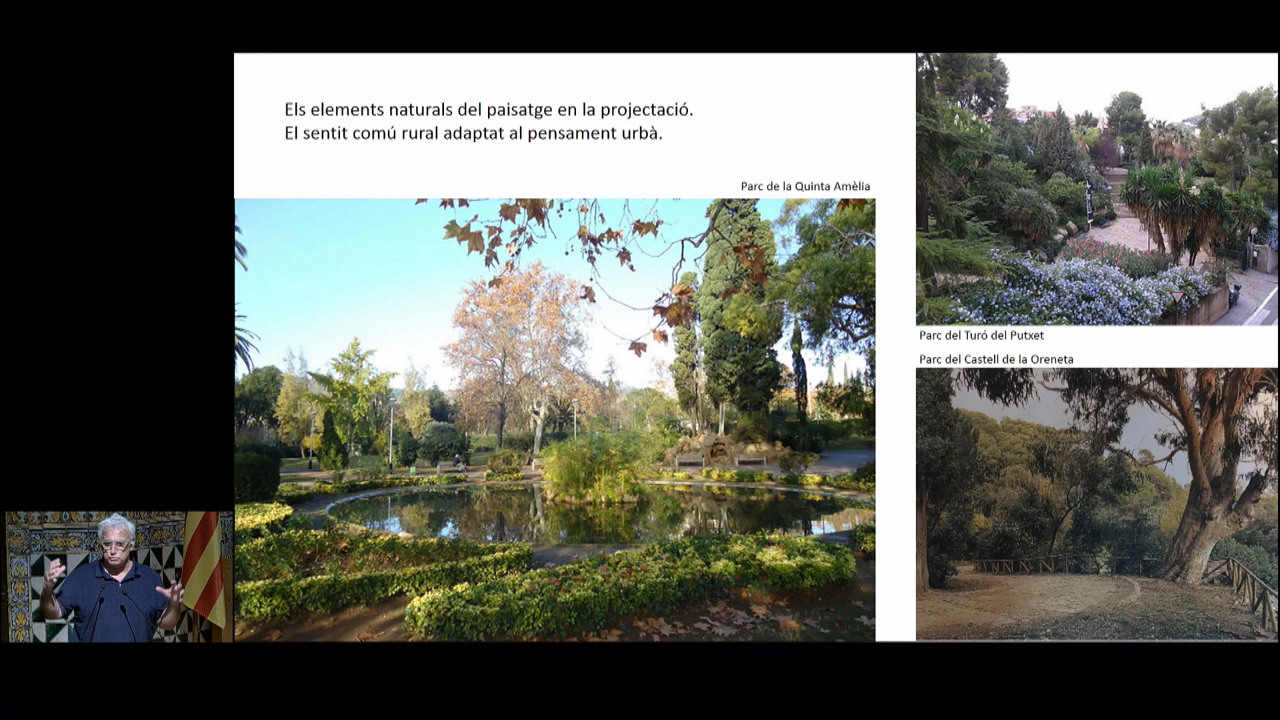 Els elements naturals del paisatge en la projectació.
El sentit comú rural adaptat al pensament urbà.
Parc de la Quinta Amèlia
Parc del Turó del Putxet
Parc del Castell de la Oreneta